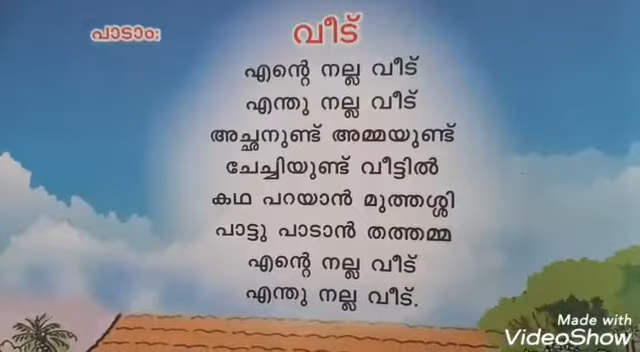 പാടാം:
വീട്
എന്റെ നല്ല വീട്
എന്തു നല്ല വീട്
അച്ഛനുണ്ട് അമ്മയുണ്ട്
ചേച്ചിയുണ്ട് വീട്ടിൽ
കഥ പറയാൻ മുത്തശ്ശി
പാട്ടു പാടാൻ തത്തമ്മ
എന്റെ നല്ല വീട്
എന്തു നല്ല വീട്.
Made with
VideoShow